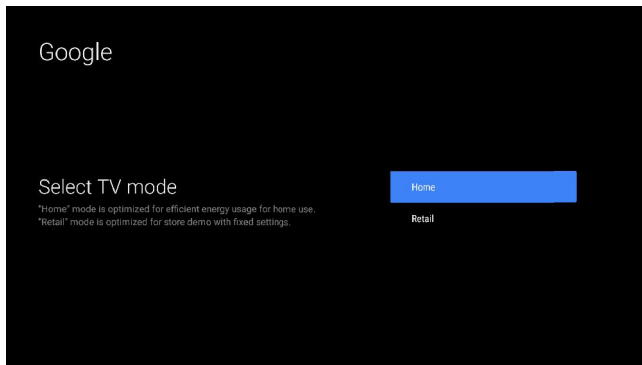 Google
Select TV mode
"Home" mode is optimized for efficient energy usage for home use.
"Retail" mode is optimized for store demo with fixed settings.
Home
Retail